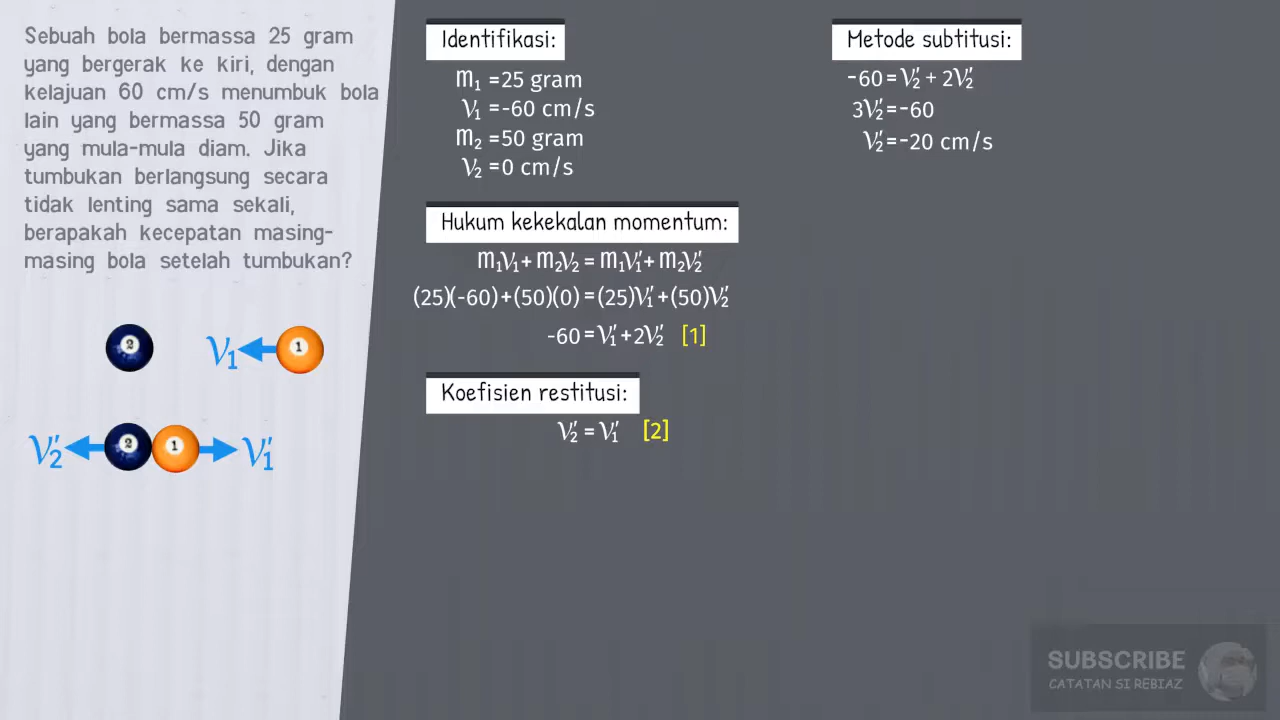 Sebuah bola bermassa 25 gram
yang bergerak ke kiri, dengan
kelajuan 60 cm/s menumbuk bola
lain yang bermassa 50 gram
yang mula-mula diam. Jika
tumbukan berlangsung secara
tidak lenting sama sekali,
berapakah kecepatan masing-
masing bola setelah tumbukan?
2
V₁
1
V₂′
2
1
V₁′
Identifikasi:
m₁ =25 gram
V₁ =-60 cm/s
m₂ =50 gram
V₂ =0 cm/s
Hukum kekekalan momentum:
m₁V₁+ m₂V₂ = m₁V₁′+ m₂V₂′
(25)(-60)+(50)(0) =(25)V₁′+(50)V₂′
-60=V₁′+2V₂′ [1]
Koefisien restitusi:
V₂′ = V₁′ [2]
Metode subtitusi:
-60=V₂′ + 2V₂′
3V₂′=-60
V₂′=-20 cm/s
SUBSCRIBE
CATATAN SI REBIAZ